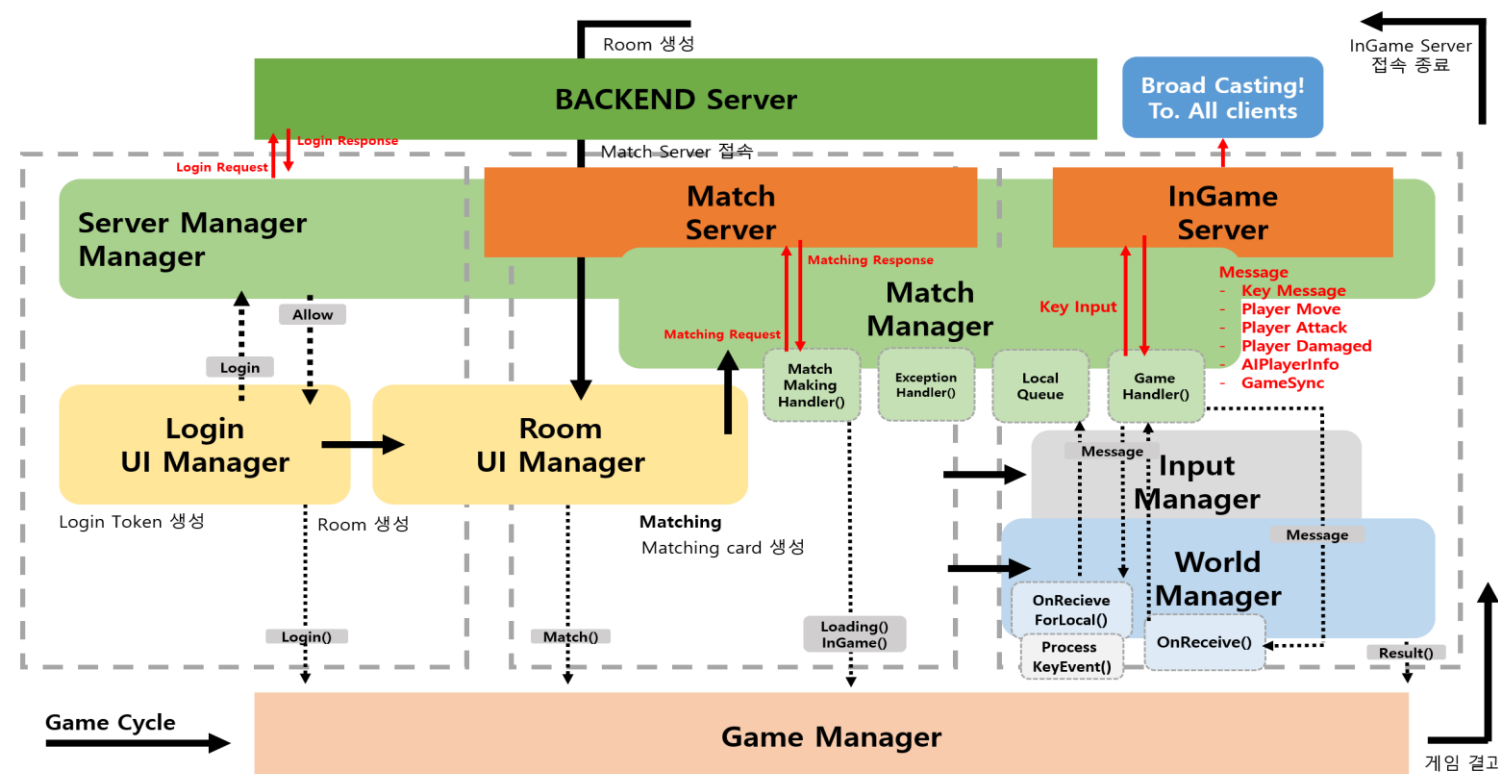 Room 생성
InGame Server
접속 종료
BACKEND Server
Broad Casting!
To. All clients
Login Response
Login Request
Match Server 접속
Server Manager
Manager
Match
Server
InGame
Server
Matching Response
Match
Manager
Matching Request
Key Input
Message
- Key Message
- Player Move
- Player Attack
- Player Damaged
- AIPlayerInfo
- GameSync
Allow
Login
Match
Making
Handler()
Exception
Handler()
Local
Queue
Game
Handler()
Login
UI Manager
Room
UI Manager
Message
Input
Manager
Login Token 생성
Room 생성
Matching
Matching card 생성
Message
World
Manager
OnRecieve
ForLocal()
Process
KeyEvent()
OnReceive()
Login()
Match()
Loading()
InGame()
Result()
Game Cycle
Game Manager
게임 결과